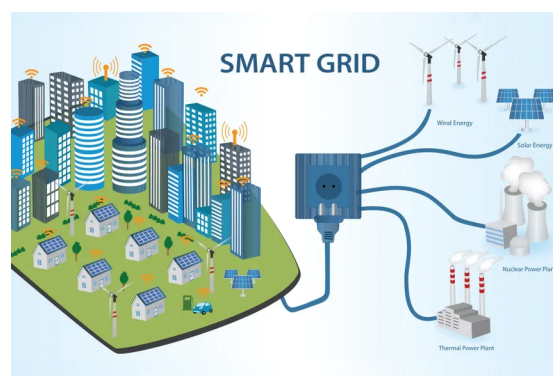 SMART GRID
Wind Energy
Solar Energy
Nuclear Power Plant
Thermal Power Plant